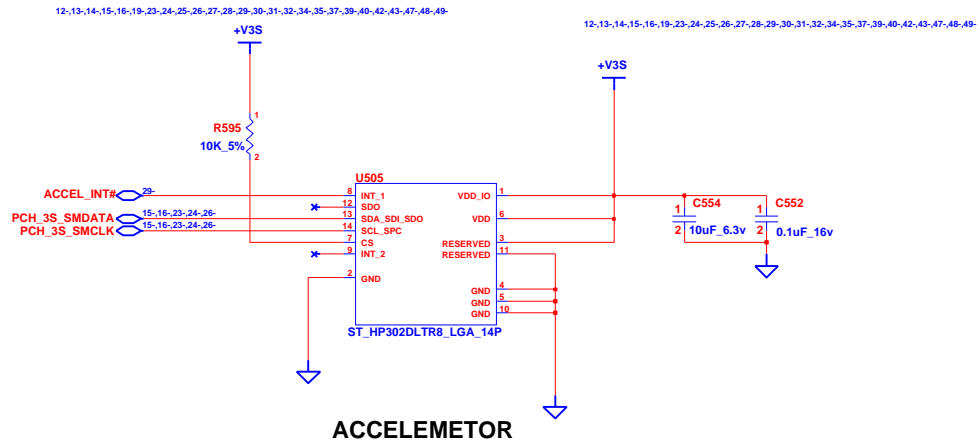 12-,13-,14-,15-,16-,19-,23-,24-,25-,26-,27-,28-,29-,30-,31-,32-,34-,35-,37-,39-,40-,42-,43-,47-,48-,49-
12-,13-,14-,15-,16-,19-,23-,24-,25-,26-,27-,28-,29-,30-,31-,32-,34-,35-,37-,39-,40-,42-,43-,47-,48-,49-
+V3S
+V3S
1
R595
10K_5%
2
U505
ACCEL_INT# 29- 8 INT_1 VDD_IO 1
12 SDO
PCH_3S_SMDATA 15-,16-,23-,24-,26- 13 SDA_SDI_SDO VDD 6
PCH_3S_SMCLK 15-,16-,23-,24-,26- 14 SCL_SPC
7 CS RESERVED 3
9 INT_2 RESERVED 11
2 GND
GND 4
GND 5
GND 10
1 C554
2 10uF_6.3v
1 C552
2 0.1uF_16v
ST_HP302DLTR8_LGA_14P
ACCELEMETOR